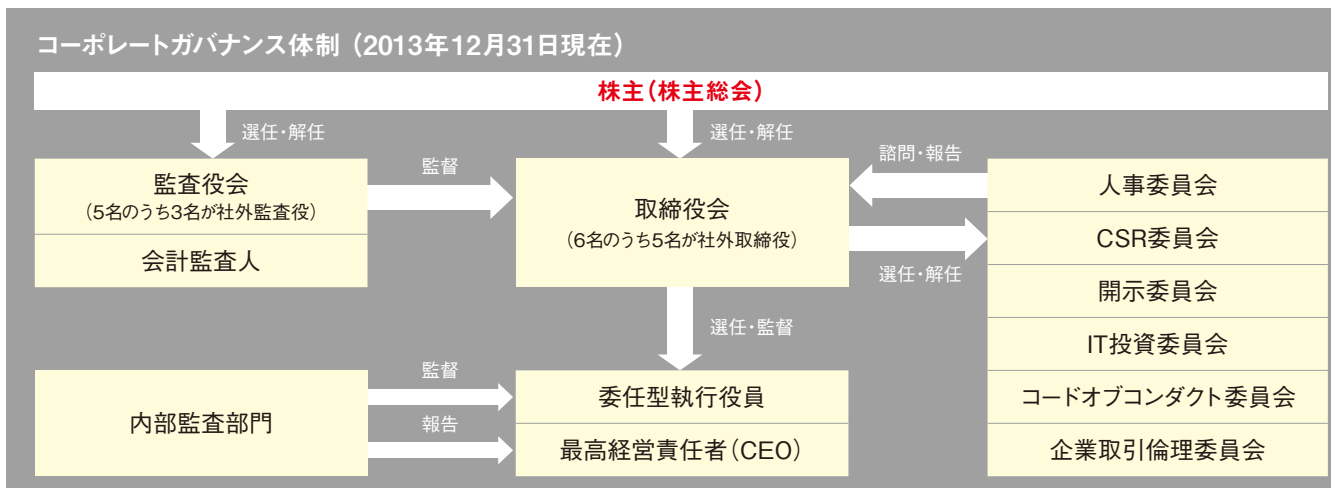 コーポレートガバナンス体制（2013年12月31日現在）
株主（株主総会）
選任・解任
選任・解任
諮問・報告
監査役会
（5名のうち3名が社外監査役）
会計監査人
監督
取締役会
（6名のうち5名が社外取締役）
選任・解任
人事委員会
CSR委員会
開示委員会
IT投資委員会
コードオブコンダクト委員会
企業取引倫理委員会
選任・監督
内部監査部門
監督
報告
委任型執行役員
最高経営責任者（CEO）